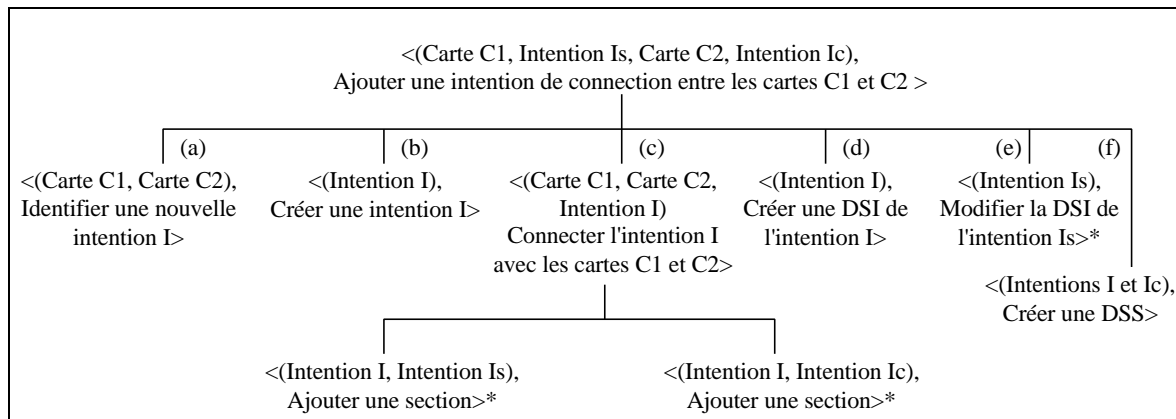 <(Carte C1, Intention Is, Carte C2, Intention Ic),
Ajouter une intention de connection entre les cartes C1 et C2 >
(a)
<(Carte C1, Carte C2),
Identifier une nouvelle
intention I>
(b)
<(Intention I),
Créer une intention I>
(c)
<(Carte C1, Carte C2,
Intention I)
Connecter l'intention I
avec les cartes C1 et C2>
(d)
<(Intention I),
Créer une DSI de
l'intention I>
(e)
<(Intention Is),
Modifier la DSI de
l'intention Is>*
(f)
<(Intentions I et Ic),
Créer une DSS>
<(Intention I, Intention Is),
Ajouter une section>*
<(Intention I, Intention Ic),
Ajouter une section>*